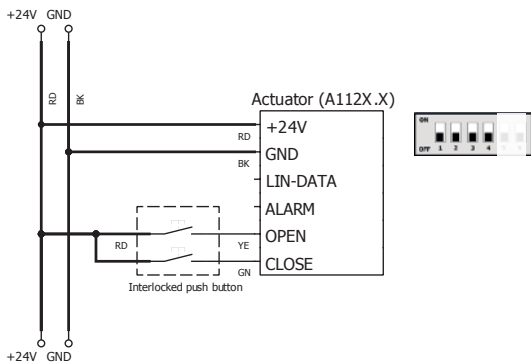 +24V GND
RD
BK
Actuator (A112X.X)
+24V
RD
GND
BK
LIN-DATA
ALARM
OPEN
RD
YE
CLOSE
GN
Interlocked push button
+24V GND
ON
OFF 1 2 3 4